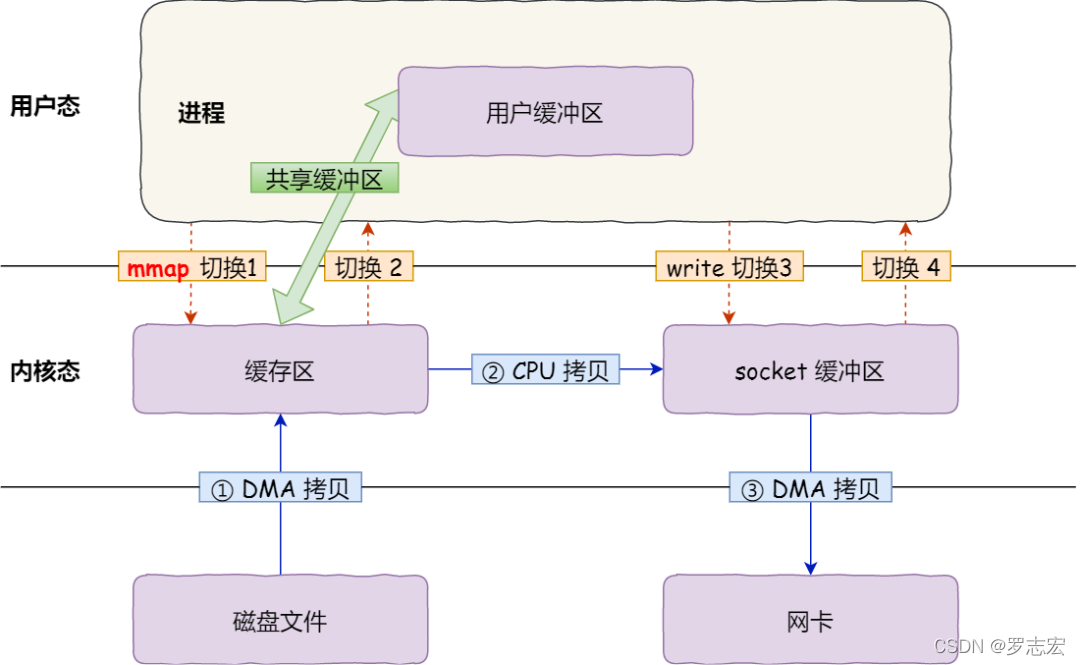 用户态
进程
用户缓冲区
共享缓冲区
mmap 切换1
切换 2
write 切换3
切换 4
内核态
缓存区
② CPU 拷贝
socket 缓冲区
① DMA 拷贝
③ DMA 拷贝
磁盘文件
网卡
CSDN @罗志宏